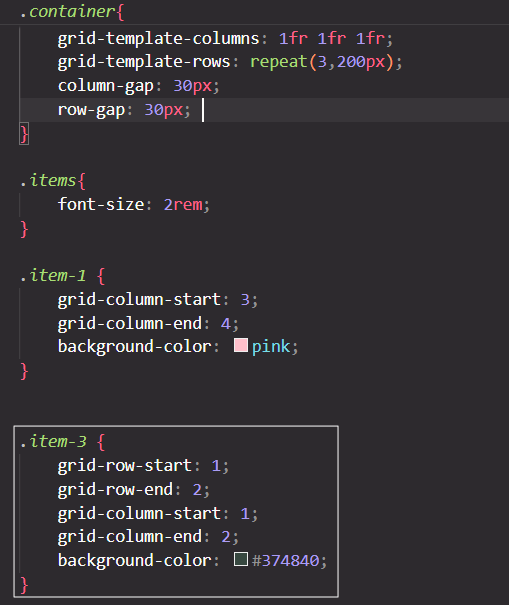 .container{
grid-template-columns: 1fr 1fr 1fr;
grid-template-rows: repeat(3,200px);
column-gap: 30px;
row-gap: 30px;
}
.items{
font-size: 2rem;
}
.item-1 {
grid-column-start: 3;
grid-column-end: 4;
background-color: pink;
}
.item-3 {
grid-row-start: 1;
grid-row-end: 2;
grid-column-start: 1;
grid-column-end: 2;
background-color: #374840;
}